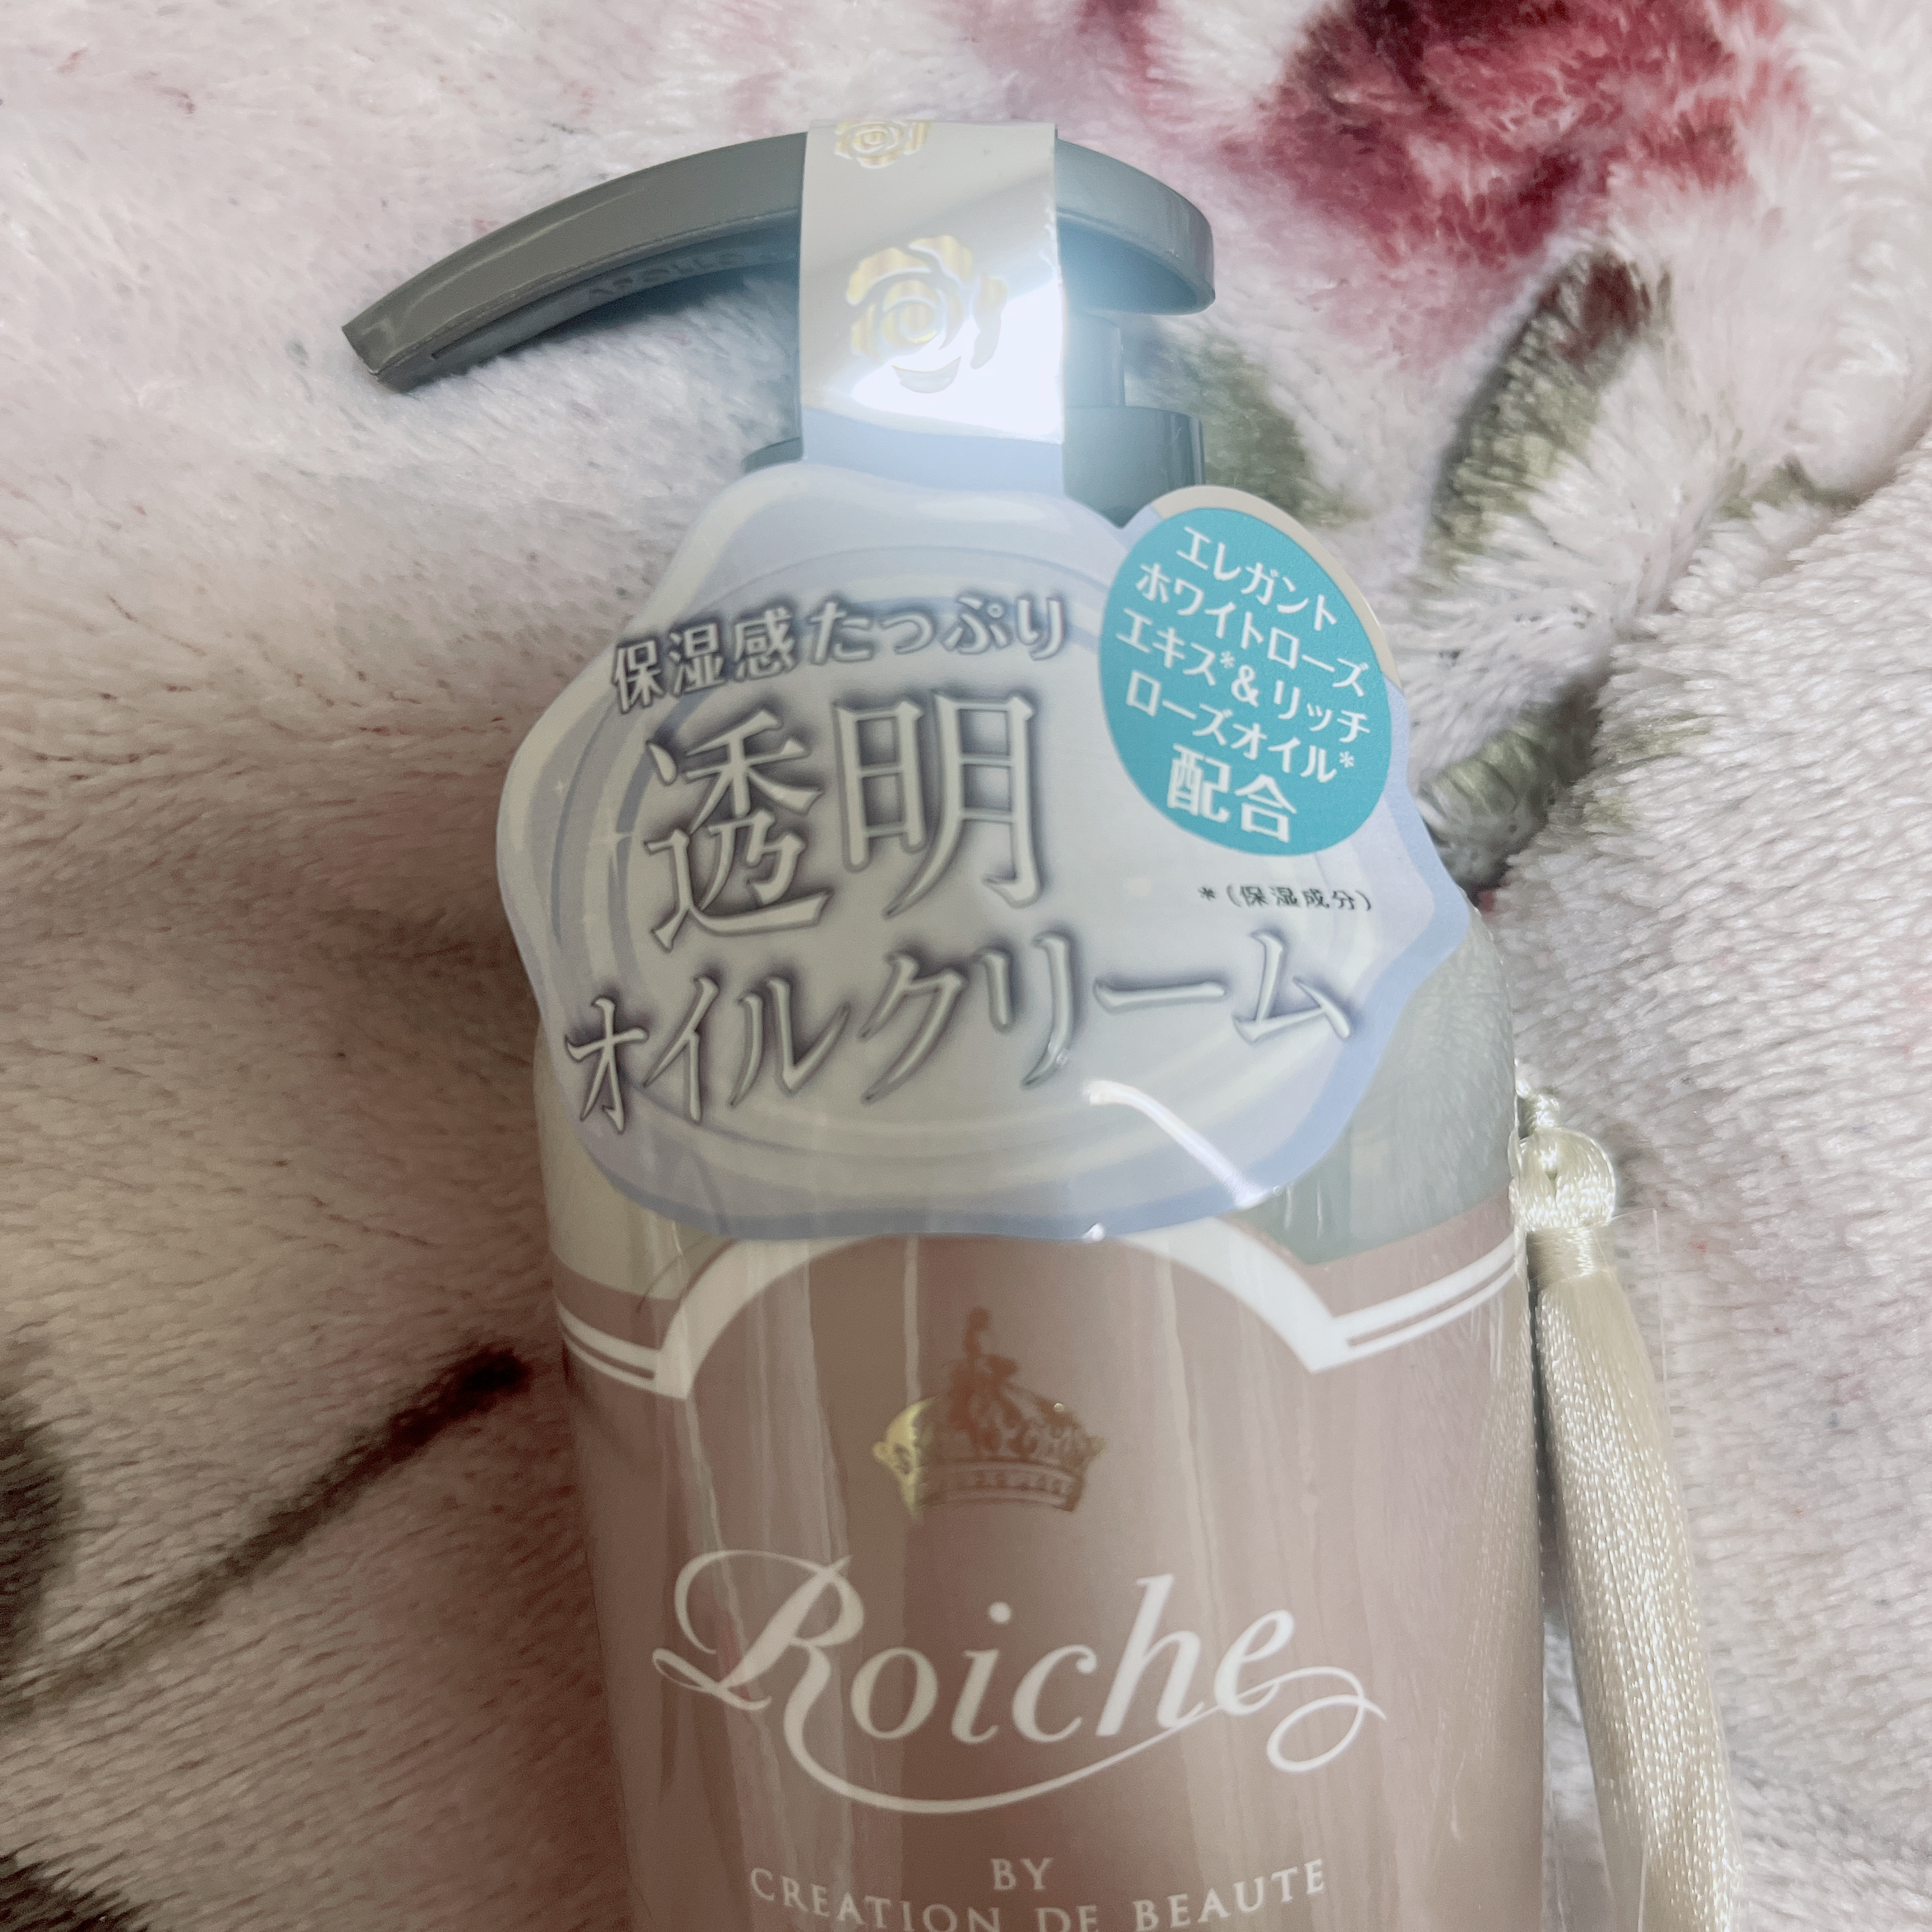 保湿感たっぷり
透明
オイルクリーム
エレガント
ホワイトローズ
エキス*&リッチ
ローズオイル*
配合
*(保湿成分)
Roiche
BY
CREATION DE BEAUTE